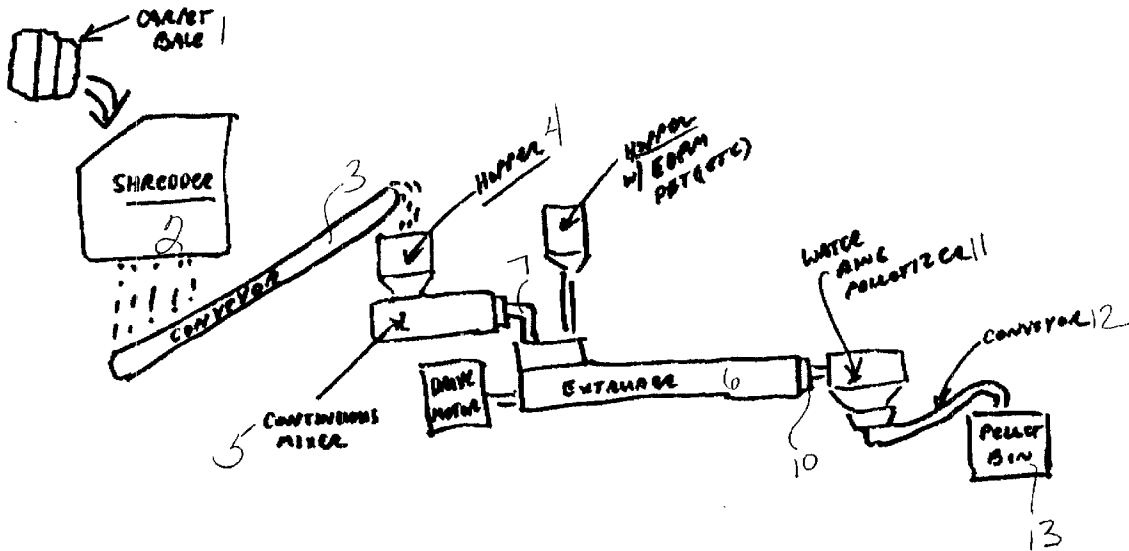 CARPET 1
BALE
SHREDDER
2
3
CONVEYOR
HOPPER 4
HOPPER
W/ EDPM
PET (ETC)
7
WATER
RING
PELLETIZER 11
CONVEYOR 12
DRIVE
MOTOR
EXTRUDER 6
5 CONTINUOUS
MIXER
10
PELLET
BIN
13